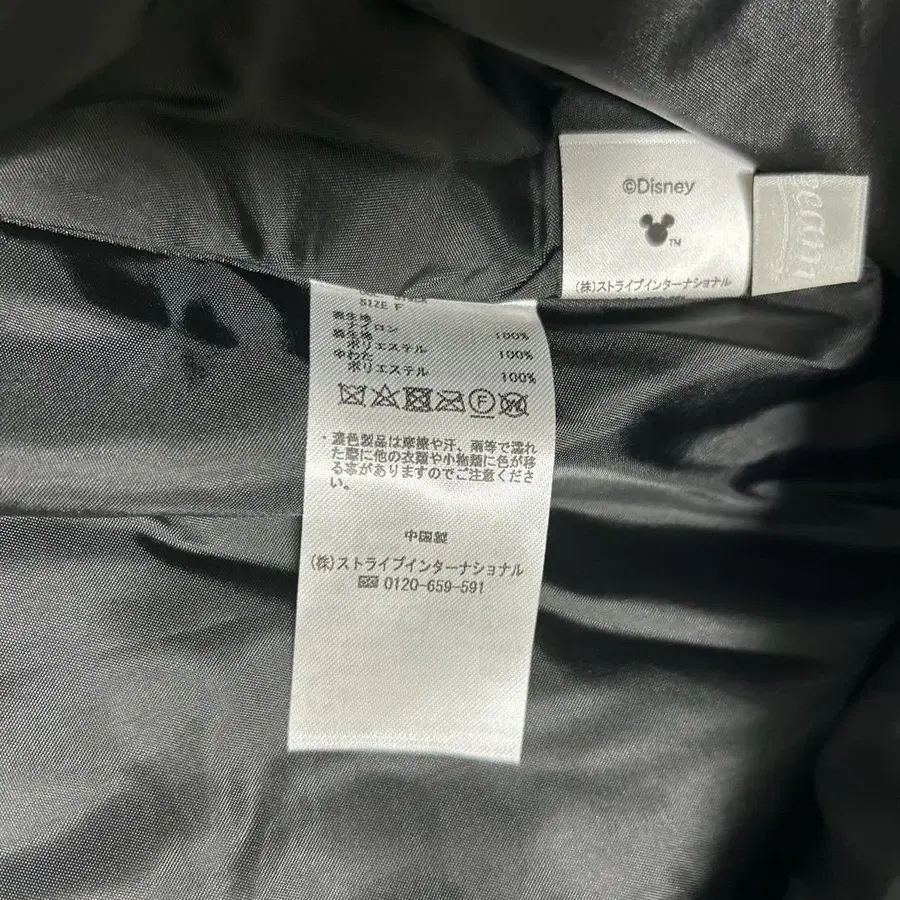 ©Disney
TM
(株)ストライプインターナショナル
SIZE F
表生地
ナイロン 100%
裏生地
ポリエステル 100%
中わた
ポリエステル 100%
F
W
・濃色製品は摩擦や汗、雨等で濡れ
た際に他の衣類や小物類に色が移
る事がありますのでご注意くださ
い。
中国製
(株)ストライプインターナショナル
0120-659-591